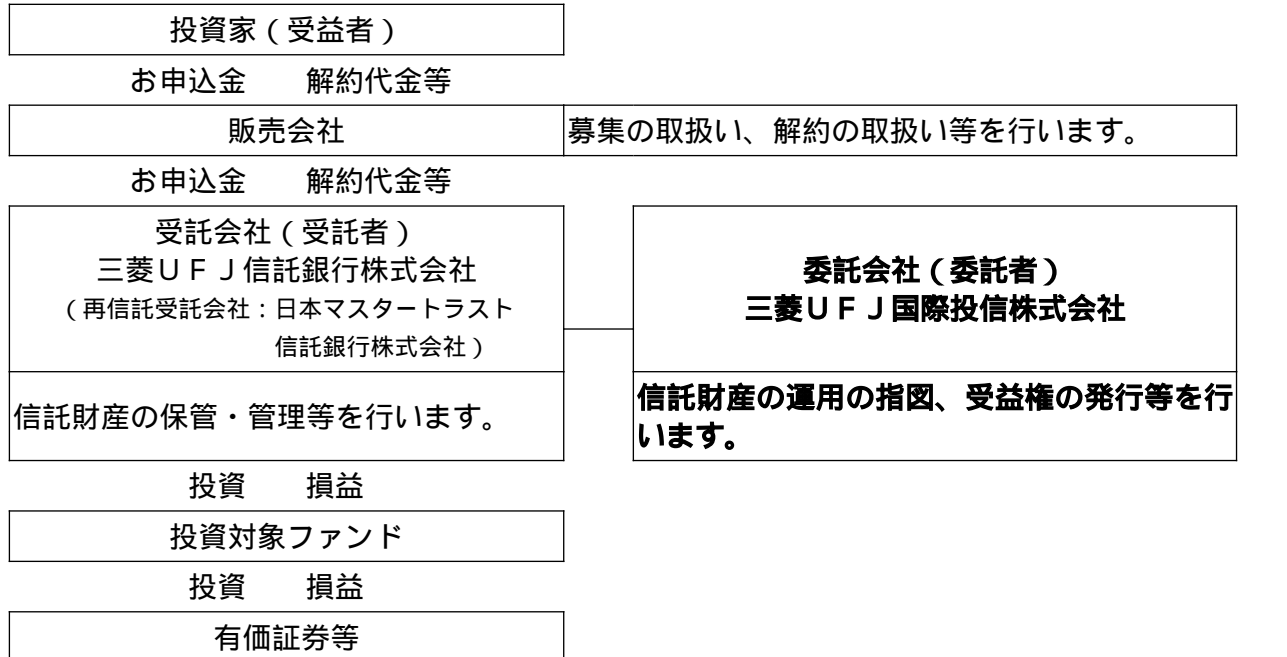 投資家(受益者)
お申込金　　解約代金等
販売会社
募集の取扱い、解約の取扱い等を行います。
お申込金　　解約代金等
受託会社(受託者)
三菱ＵＦＪ信託銀行株式会社
(再信託受託会社:日本マスタートラスト
信託銀行株式会社)
委託会社(委託者)
三菱ＵＦＪ国際投信株式会社
信託財産の保管・管理等を行います。
信託財産の運用の指図、受益権の発行等を行
います。
投資　　損益
投資対象ファンド
投資　　損益
有価証券等